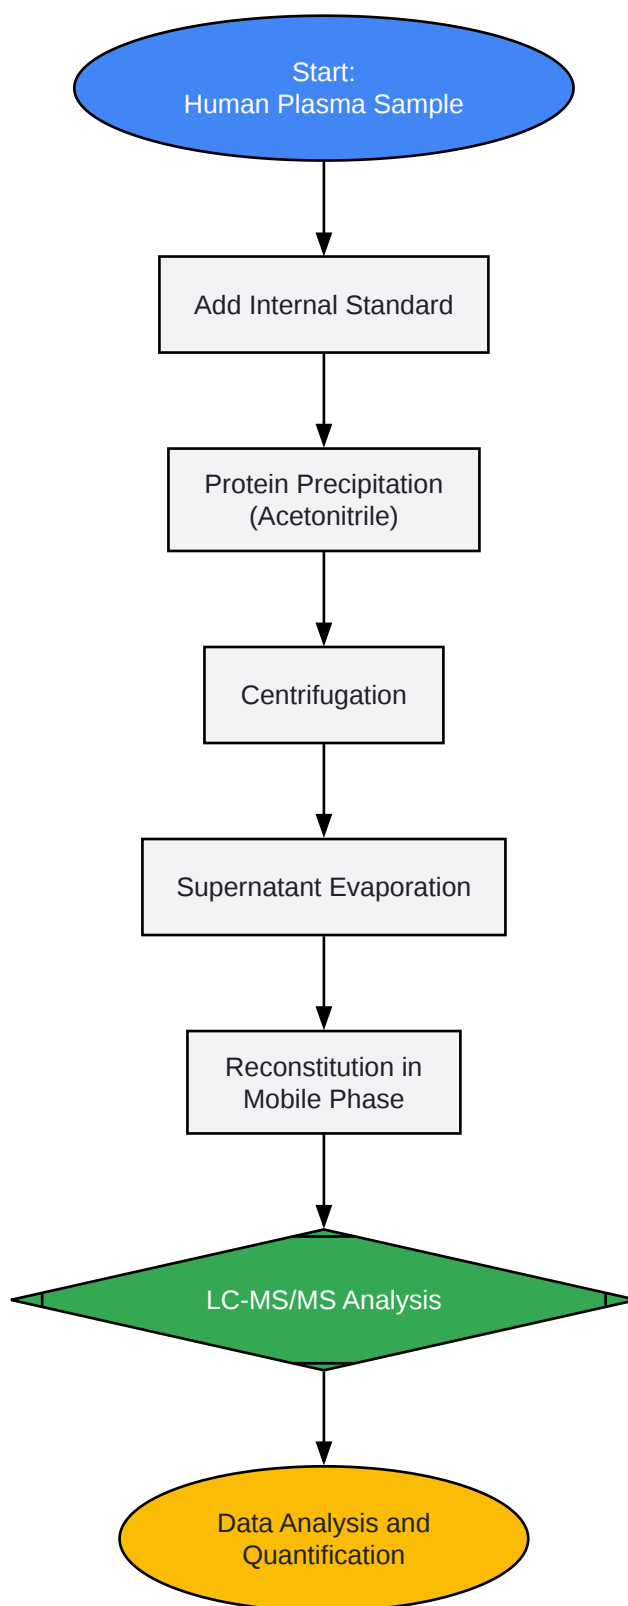 Start:
Human Plasma Sample
Add Internal Standard
Protein Precipitation
(Acetonitrile)
Centrifugation
Supernatant Evaporation
Reconstitution in
Mobile Phase
LC-MS/MS Analysis
Data Analysis and
Quantification